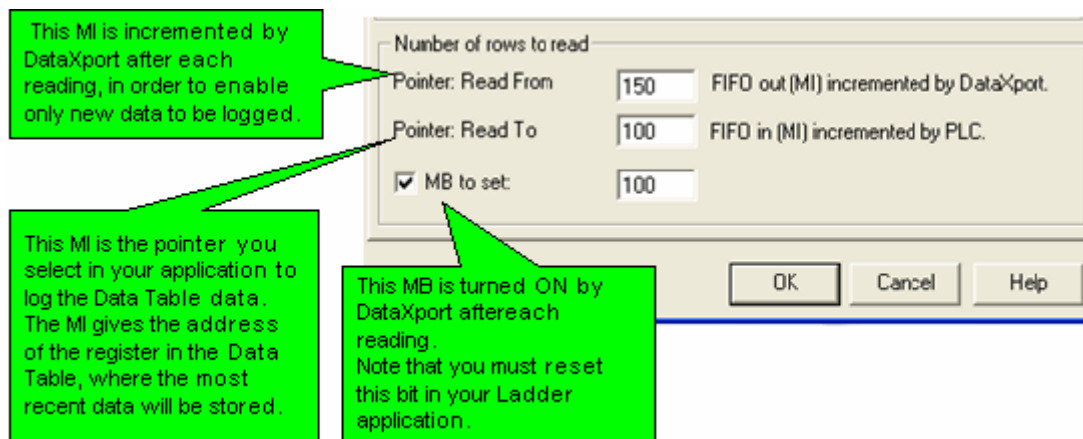 This MI is incremented by
DataXport after each
reading, in order to enable
only new data to be logged.
Number of rows to read
Pointer: Read From
150
FIFO out (MI) incremented by DataXport.
Pointer: Read To
100
FIFO in (MI) incremented by PLC.
MB to set:
100
This MI is the pointer you
select in your application to
log the Data Table data.
The MI gives the address
of the register in the Data
Table, where the most
recent data will be stored.
This MB is turned ON by
DataXport aftereach
reading.
Note that you must reset
this bit in your Ladder
application.
OK
Cancel
Help